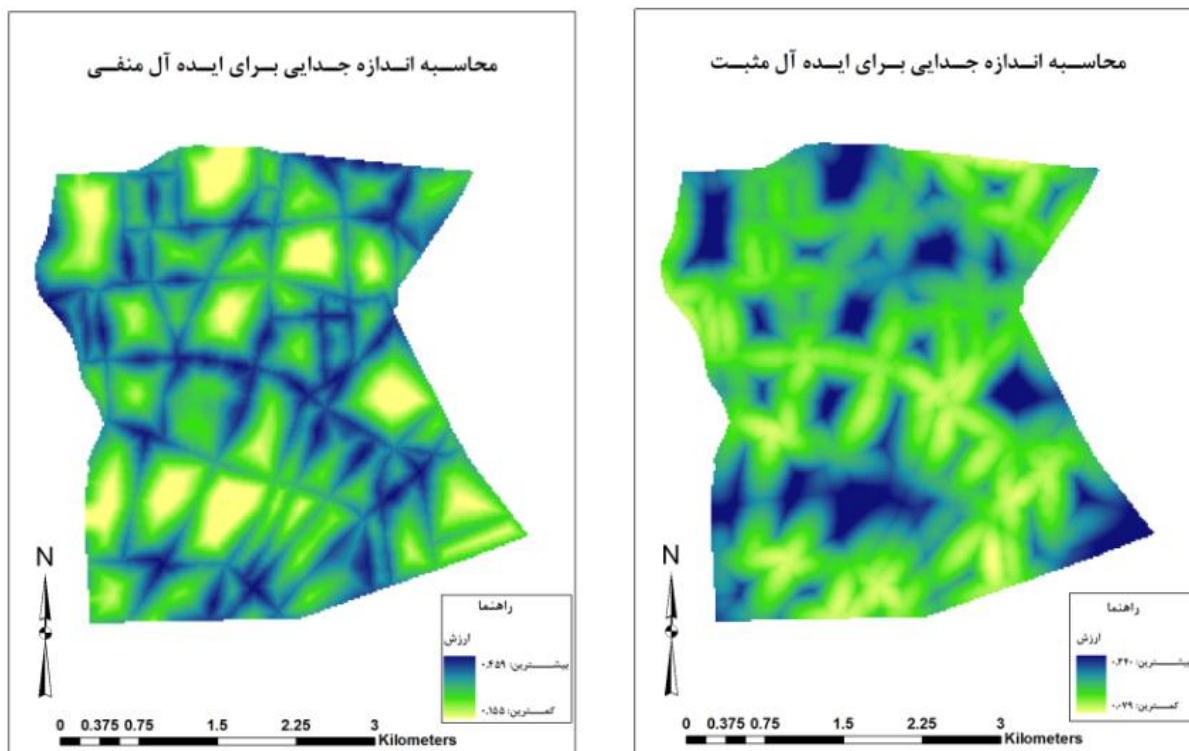 محاسبه اندازه جدایی برای ایده آل منفی
N
راهنما
ارزش
بیشترین: ۰.۴۵۹
کمترین: ۰.۱۵۵
0 0.375 0.75 1.5 2.25 3
Kilometers
محاسبه اندازه جدایی برای ایده آل مثبت
N
راهنما
ارزش
بیشترین: ۰.۳۴۰
کمترین: ۰.۰۷۹
0 0.375 0.75 1.5 2.25 3
Kilometers